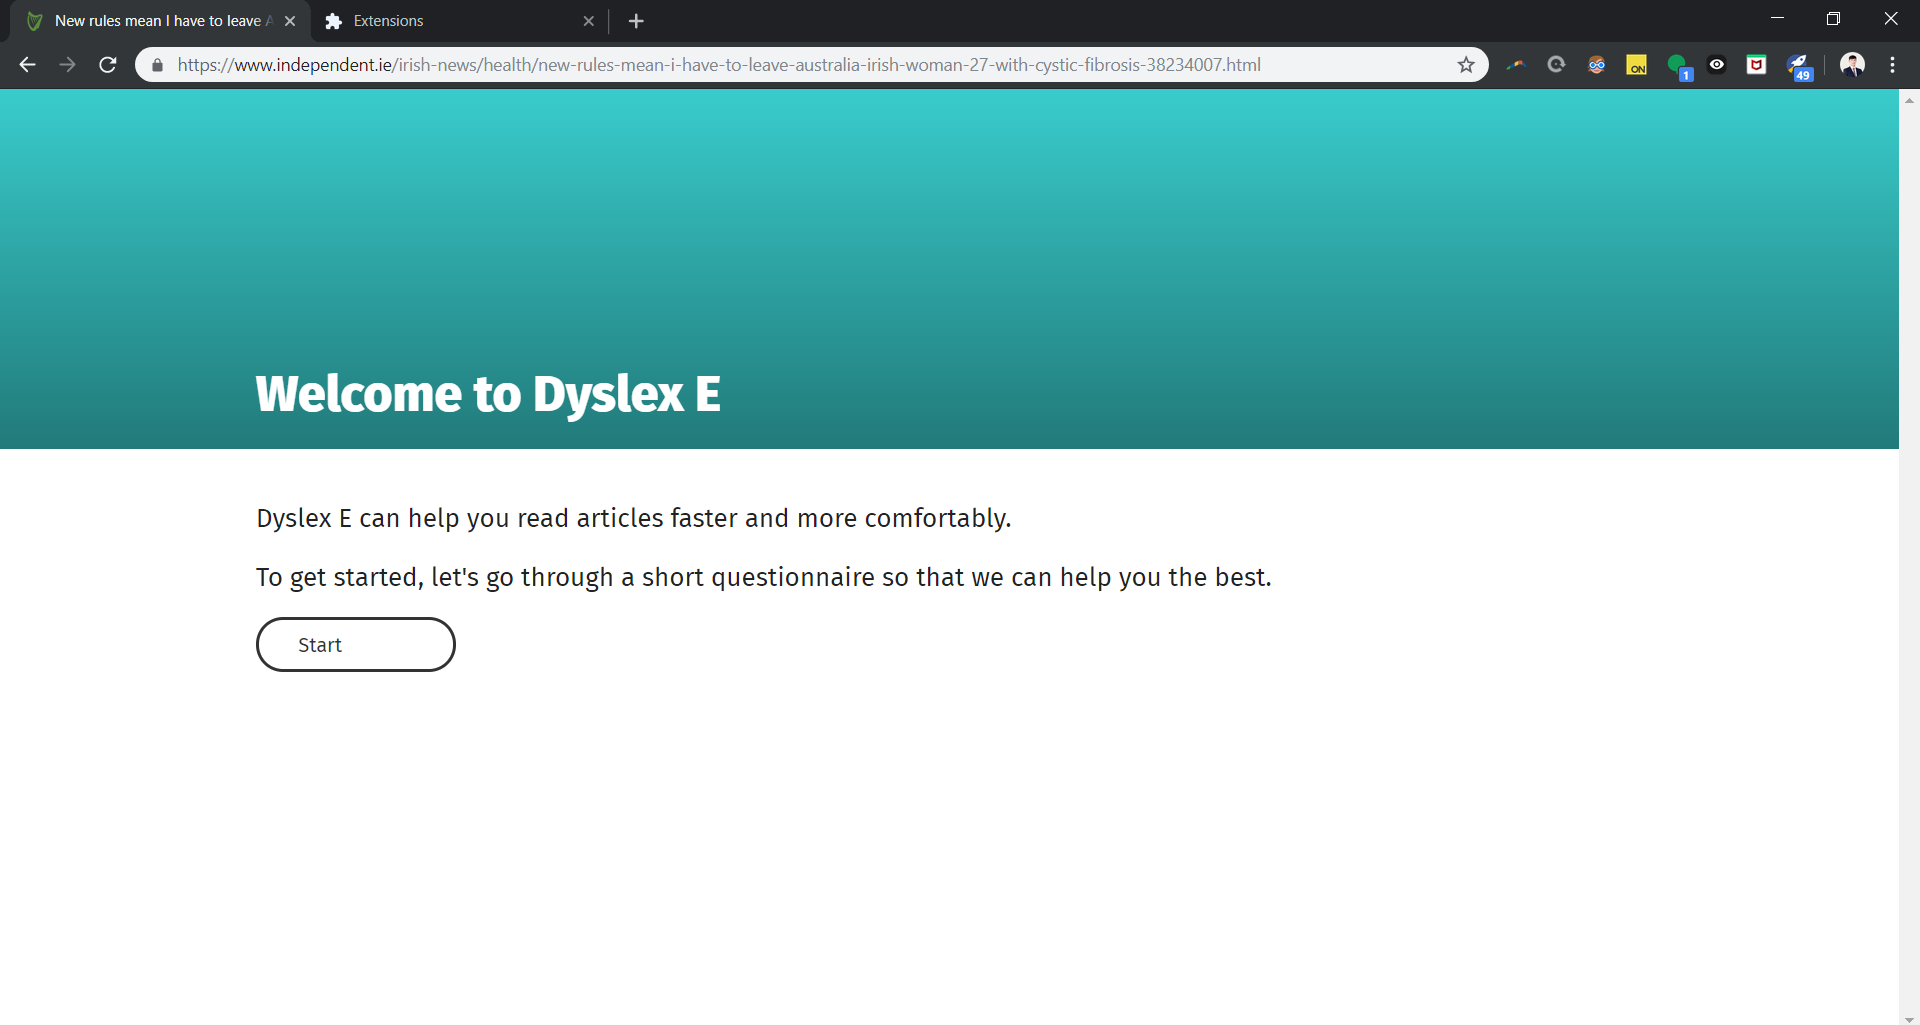 New rules mean I have to leave A
Extensions
https://www.independent.ie/irish-news/health/new-rules-mean-i-have-to-leave-australia-irish-woman-27-with-cystic-fibrosis-38234007.html
ON
1
49
Welcome to Dyslex E
Dyslex E can help you read articles faster and more comfortably.
To get started, let's go through a short questionnaire so that we can help you the best.
Start